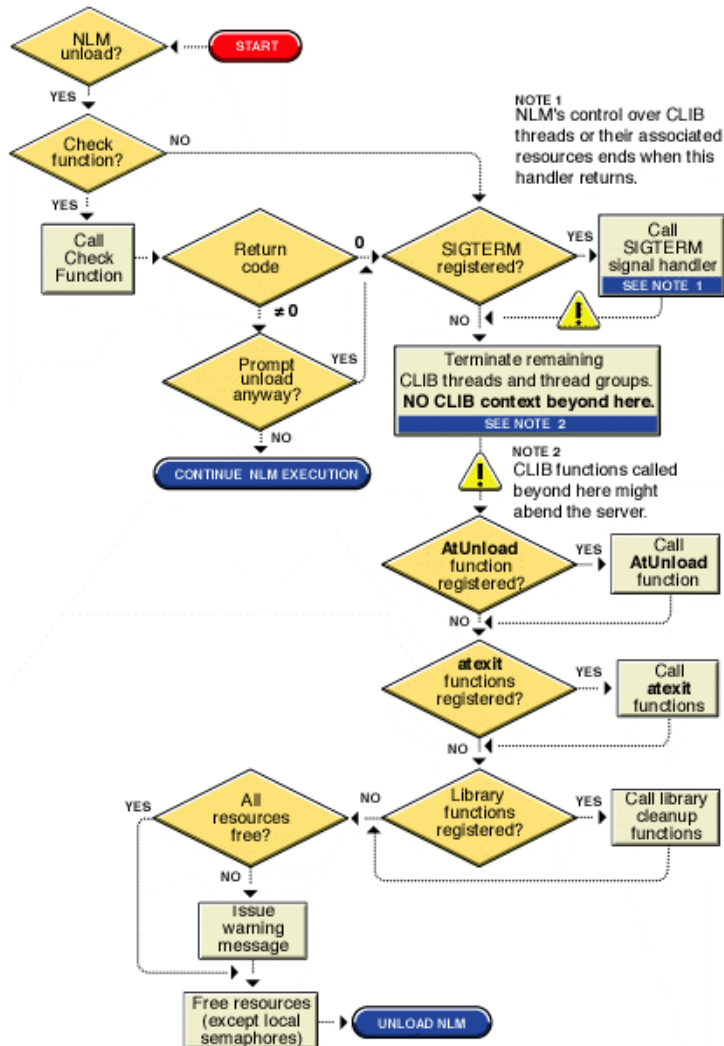 NLM
unload?
START
YES
NOTE 1
NLM's control over CLIB
threads or their associated
resources ends when this
handler returns.
Check
function?
NO
YES
Call
Check
Function
Return
code
0
SIGTERM
registered?
YES
Call
SIGTERM
signal handler
SEE NOTE 1
≠ 0
NO
Prompt
unload
anyway?
YES
Terminate remaining
CLIB threads and thread groups.
NO CLIB context beyond here.
SEE NOTE 2
NO
CONTINUE NLM EXECUTION
NOTE 2
CLIB functions called
beyond here might
abend the server.
AtUnload
function
registered?
YES
Call
AtUnload
function
NO
atexit
functions
registered?
YES
Call
atexit
functions
NO
YES
All
resources
free?
NO
Library
functions
registered?
YES
Call library
cleanup
functions
NO
Issue
warning
message
Free resources
(except local
semaphores)
UNLOAD NLM